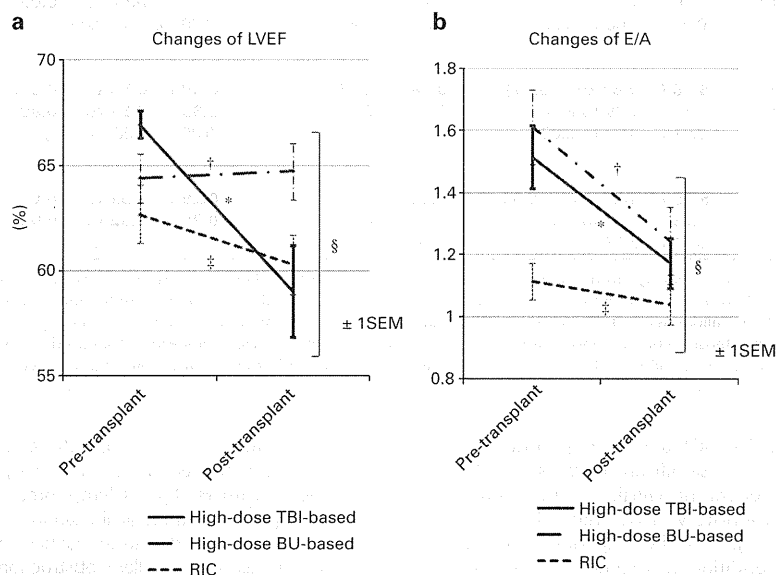 a
Changes of LVEF
70
65
60
55
(%)
†
*
‡
§
± 1SEM
Pre-transplant
Post-transplant
High-dose TBI-based
High-dose BU-based
RIC
b
Changes of E/A
1.8
1.6
1.4
1.2
1
0.8
†
*
‡
§
± 1SEM
Pre-transplant
Post-transplant
High-dose TBI-based
High-dose BU-based
RIC